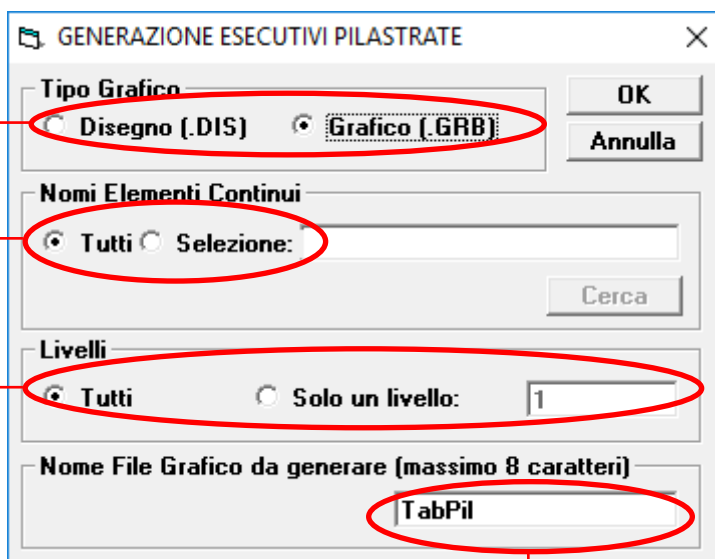 GENERAZIONE ESECUTIVI PILASTRATE
Tipo Grafico
Disegno (.DIS) Grafico (.GRB)
OK
Annulla
Nomi Elementi Continui
Tutti Selezione:
Cerca
Livelli
Tutti Solo un livello: 1
Nome File Grafico da generare (massimo 8 caratteri)
TabPil